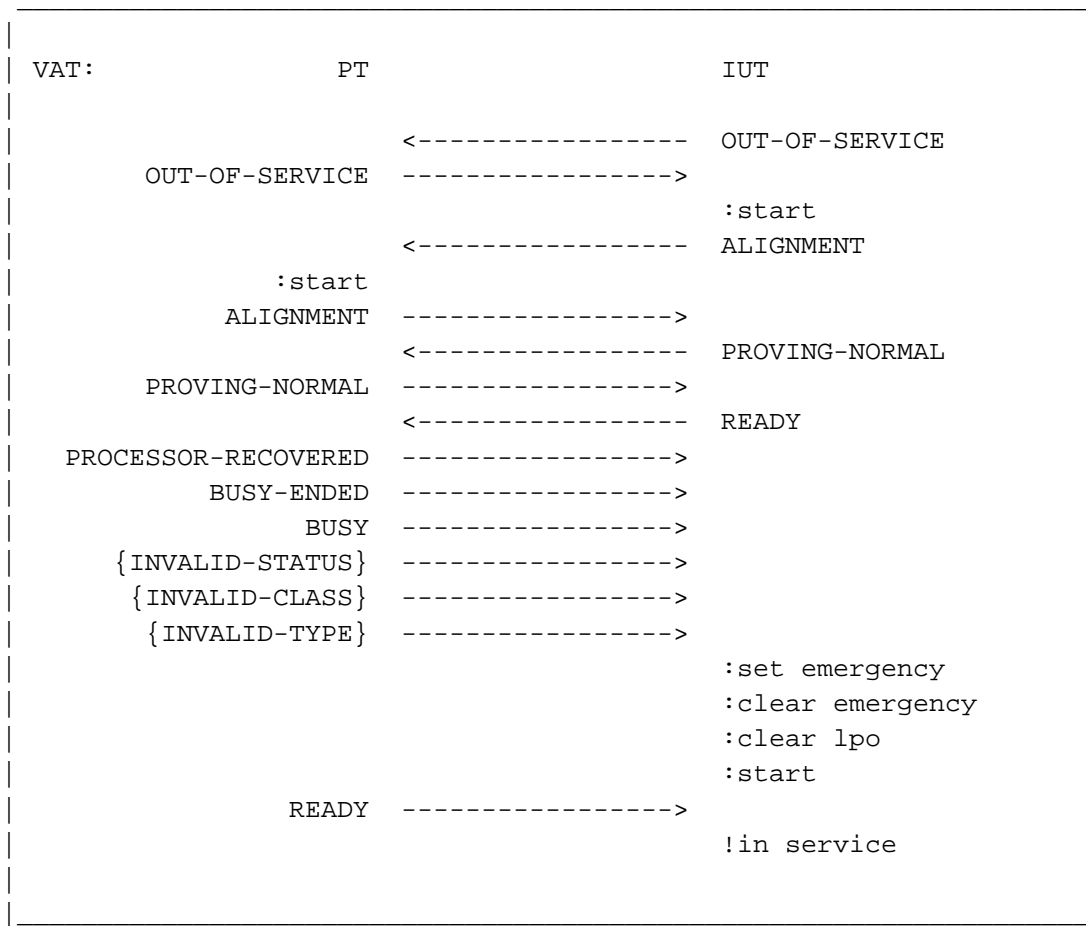 VAT: PT IUT
<----------------- OUT-OF-SERVICE
OUT-OF-SERVICE ----------------->
:start
<----------------- ALIGNMENT
:start
ALIGNMENT ----------------->
<----------------- PROVING-NORMAL
PROVING-NORMAL ----------------->
<----------------- READY
PROCESSOR-RECOVERED ----------------->
BUSY-ENDED ----------------->
BUSY ----------------->
{INVALID-STATUS} ----------------->
{INVALID-CLASS} ----------------->
{INVALID-TYPE} ----------------->
:set emergency
:clear emergency
:clear lpo
:start
READY ----------------->
!in service